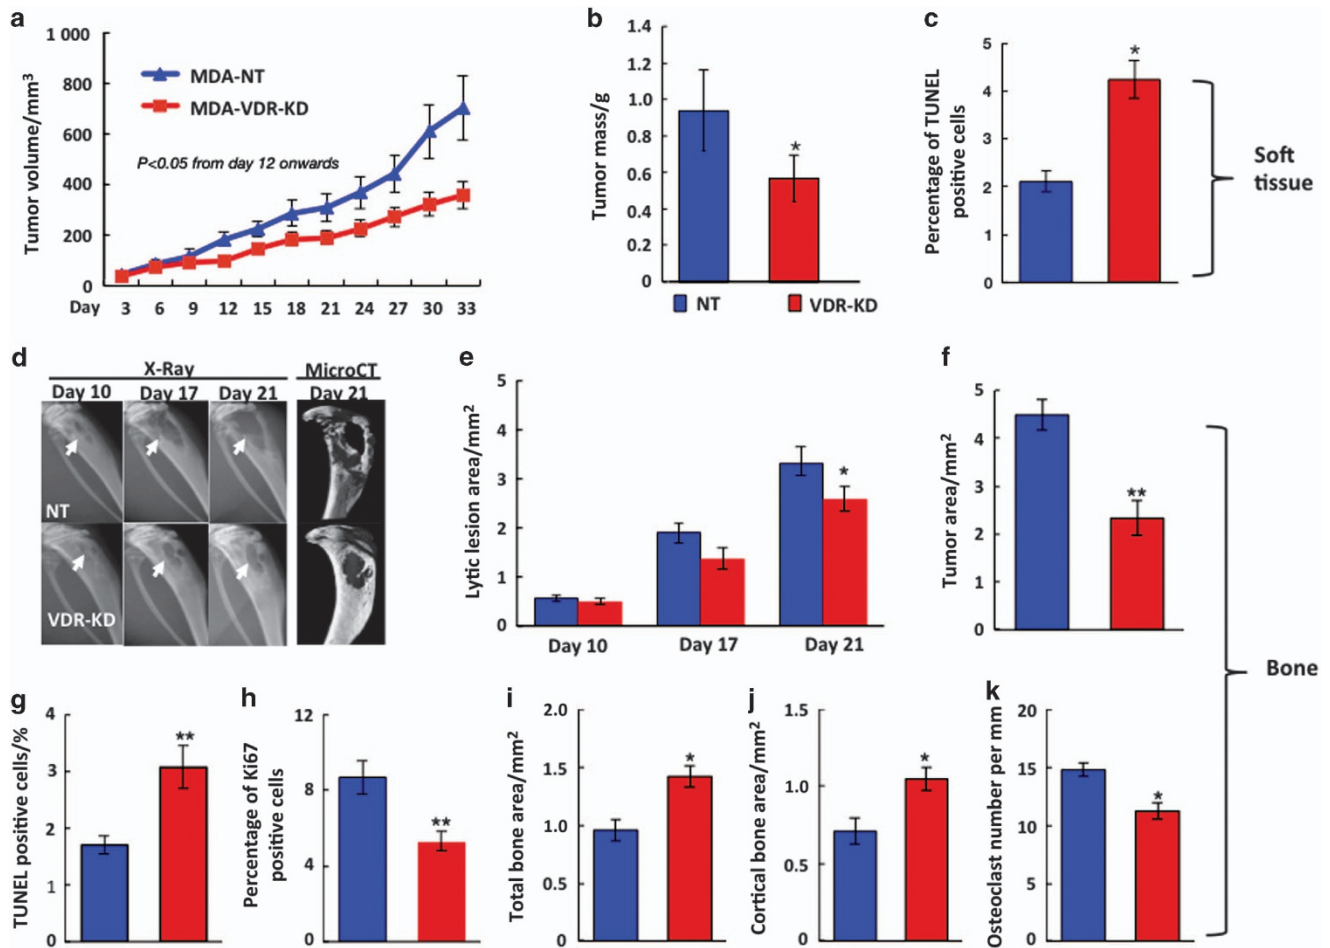 a
Tumor volume/mm³
1 000
800
600
400
200
0
MDA-NT
MDA-VDR-KD
P<0.05 from day 12 onwards
Day 3 6 9 12 15 18 21 24 27 30 33
b
Tumor mass/g
1.4
1.2
1.0
0.8
0.6
0.4
0.2
0
*
NT VDR-KD
c
Percentage of TUNEL
positive cells
5
4
3
2
1
0
*
Soft
tissue
d
X-Ray MicroCT
Day 10 Day 17 Day 21 Day 21
NT
VDR-KD
e
Lytic lesion area/mm²
5
4
3
2
1
0
*
Day 10 Day 17 Day 21
f
Tumor area/mm²
5
4
3
2
1
0
**
Bone
g
TUNEL positive cells/%
4
3
2
1
0
**
h
Percentage of Ki67
positive cells
12
8
4
0
**
i
Total bone area/mm²
2.0
1.5
1.0
0.5
0
*
j
Cortical bone area/mm²
1.5
1.0
0.5
0
*
k
Osteoclast number per mm
20
15
10
5
0
*